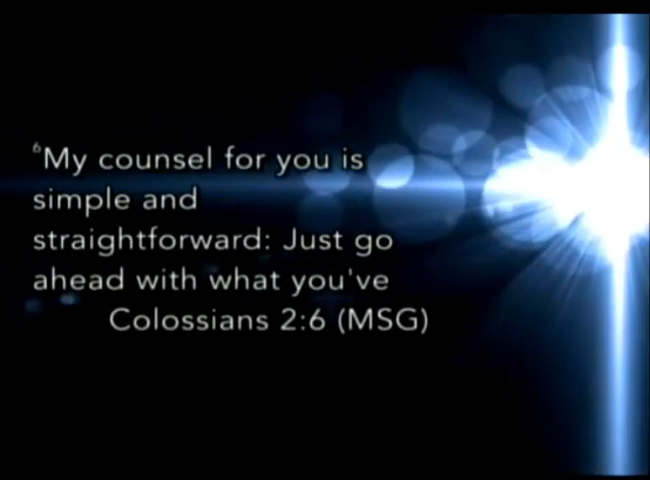 ⁶My counsel for you is
simple and
straightforward: Just go
ahead with what you've
Colossians 2:6 (MSG)